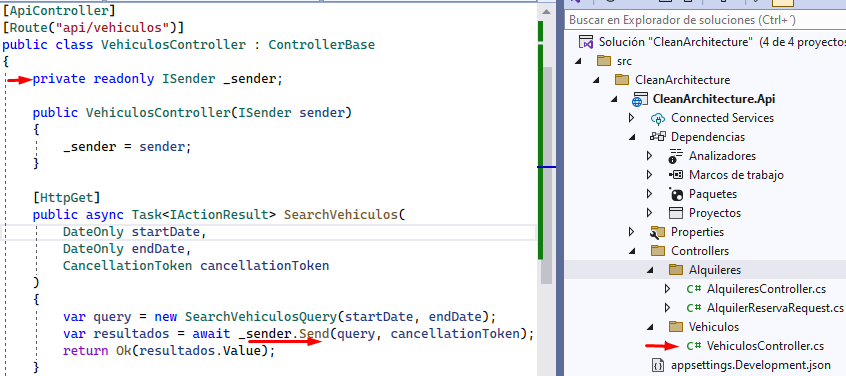 [ApiController]
[Route("api/vehiculos")]
public class VehiculosController : ControllerBase
{
private readonly ISender _sender;
public VehiculosController(ISender sender)
{
_sender = sender;
}
[HttpGet]
public async Task<IActionResult> SearchVehiculos(
DateOnly startDate,
DateOnly endDate,
CancellationToken cancellationToken
)
{
var query = new SearchVehiculosQuery(startDate, endDate);
var resultados = await _sender.Send(query, cancellationToken);
return Ok(resultados.Value);
}
Buscar en Explorador de soluciones (Ctrl+´)
Solución "CleanArchitecture" (4 de 4 proyectos
src
CleanArchitecture
CleanArchitecture.Api
Connected Services
Dependencias
Analizadores
Marcos de trabajo
Paquetes
Proyectos
Properties
Controllers
Alquileres
C# AlquileresController.cs
C# AlquilerReservaRequest.cs
Vehiculos
C# VehiculosController.cs
appsettings.Development.json